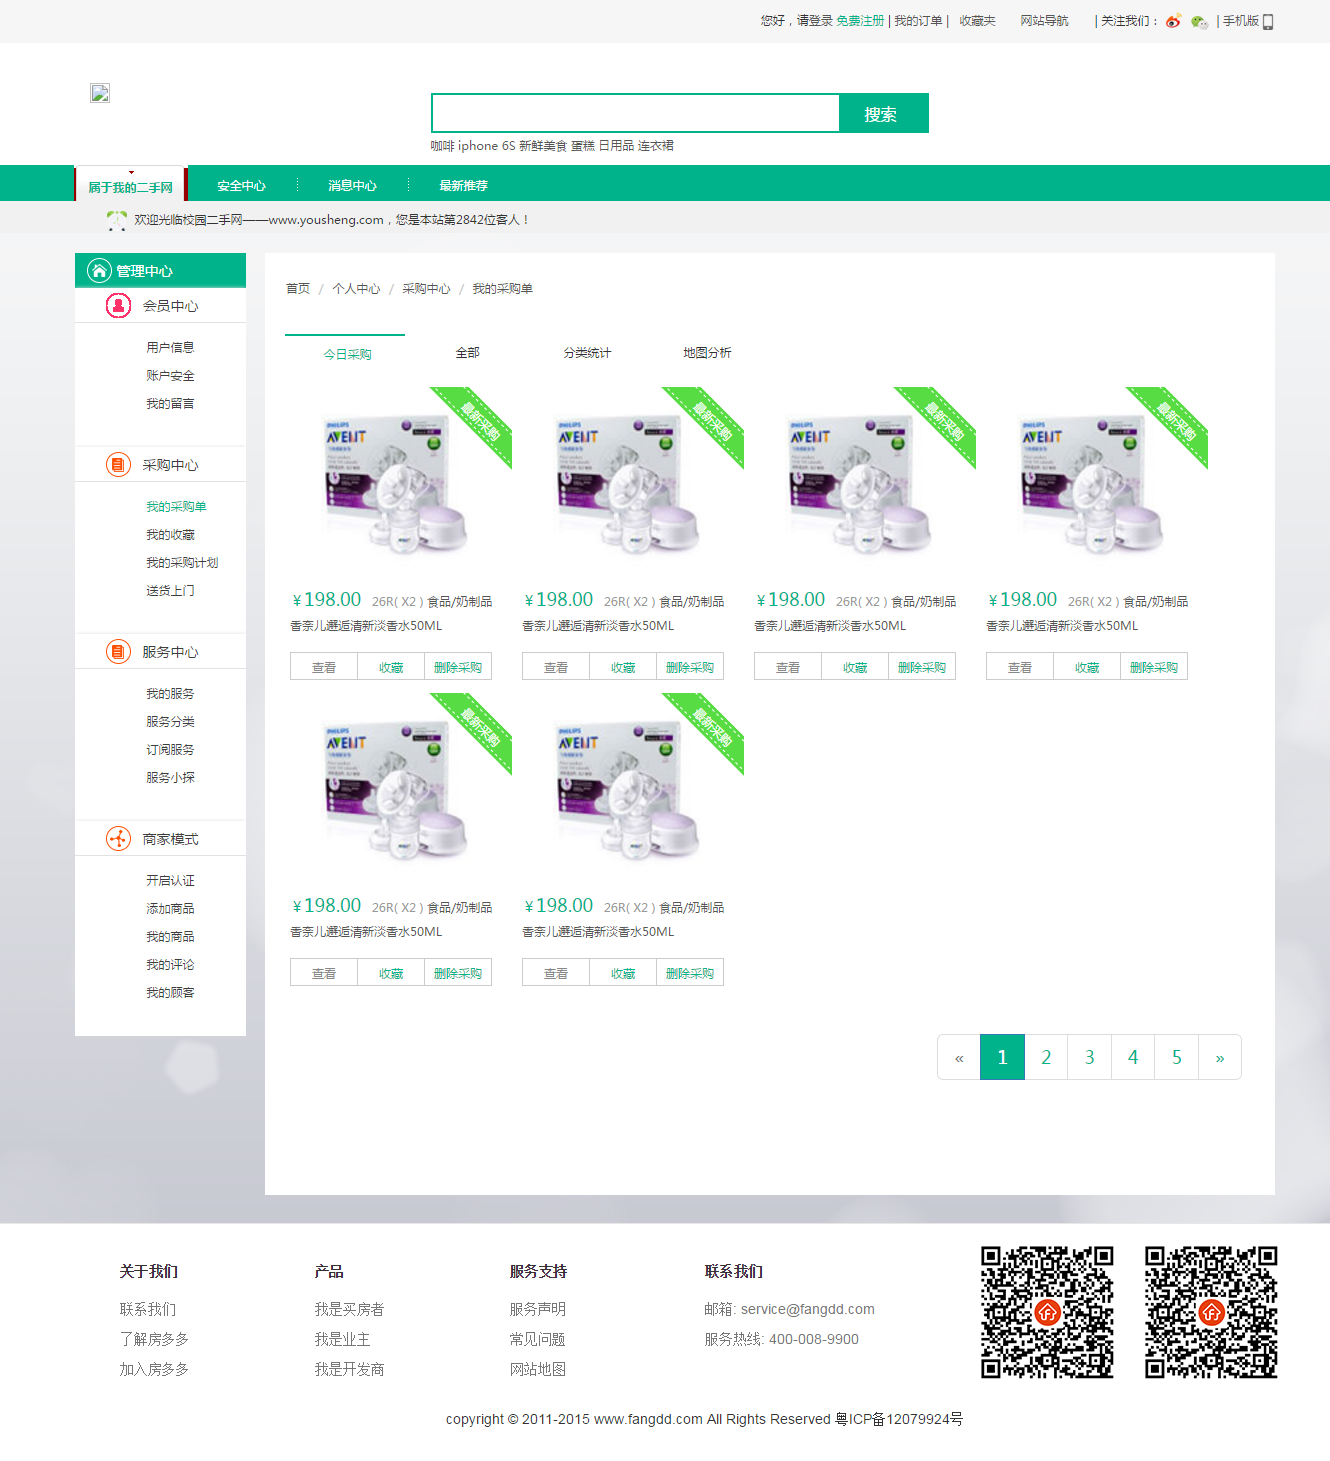 您好，请登录 免费注册 | 我的订单 | 收藏夹 网站导航 | 关注我们： | 手机版
搜索
咖啡 iphone 6S 新鲜美食 蛋糕 日用品 连衣裙
属于我的二手网 安全中心 消息中心 最新推荐
欢迎光临校园二手网——www.yousheng.com，您是本站第2842位客人！
管理中心
会员中心
用户信息
账户安全
我的留言
采购中心
我的采购单
我的收藏
我的采购计划
送货上门
服务中心
我的服务
服务分类
订阅服务
服务小探
商家模式
开启认证
添加商品
我的商品
我的评论
我的顾客
首页 / 个人中心 / 采购中心 / 我的采购单
今日采购 全部 分类统计 地图分析
最新采购 最新采购 最新采购 最新采购
PHILIPS PHILIPS PHILIPS PHILIPS
AVENT AVENT AVENT AVENT
￥198.00 26R( X2 ) 食品/奶制品 ￥198.00 26R( X2 ) 食品/奶制品 ￥198.00 26R( X2 ) 食品/奶制品 ￥198.00 26R( X2 ) 食品/奶制品
香奈儿邂逅清新淡香水50ML 香奈儿邂逅清新淡香水50ML 香奈儿邂逅清新淡香水50ML 香奈儿邂逅清新淡香水50ML
查看 收藏 删除采购 查看 收藏 删除采购 查看 收藏 删除采购 查看 收藏 删除采购
最新采购 最新采购
PHILIPS PHILIPS
AVENT AVENT
￥198.00 26R( X2 ) 食品/奶制品 ￥198.00 26R( X2 ) 食品/奶制品
香奈儿邂逅清新淡香水50ML 香奈儿邂逅清新淡香水50ML
查看 收藏 删除采购 查看 收藏 删除采购
« 1 2 3 4 5 »
关于我们 产品 服务支持 联系我们
联系我们 我是买房者 服务声明 邮箱: service@fangdd.com
了解房多多 我是业主 常见问题 服务热线: 400-008-9900
加入房多多 我是开发商 网站地图
copyright © 2011-2015 www.fangdd.com All Rights Reserved 粤ICP备12079924号